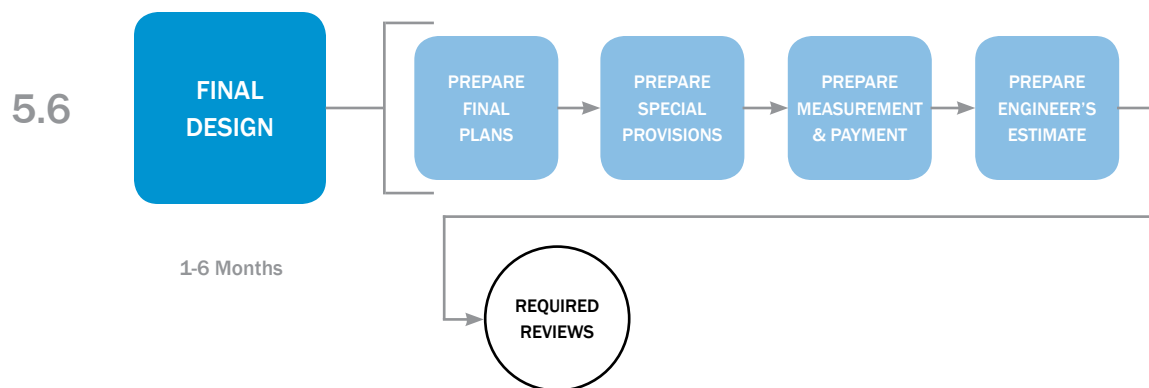 5.6
FINAL
DESIGN
PREPARE
FINAL
PLANS
PREPARE
SPECIAL
PROVISIONS
PREPARE
MEASUREMENT
& PAYMENT
PREPARE
ENGINEER'S
ESTIMATE
1-6 Months
REQUIRED
REVIEWS